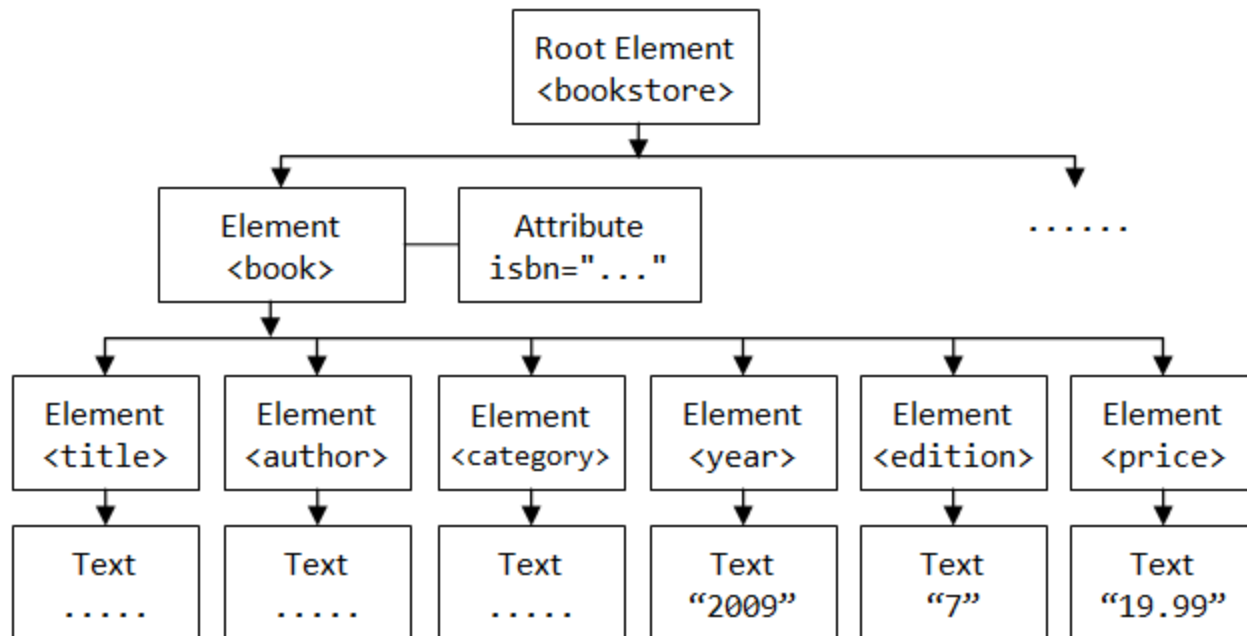 Root Element
<bookstore>
Element
<book>
Attribute
isbn="..."
......
Element
<title>
Element
<author>
Element
<category>
Element
<year>
Element
<edition>
Element
<price>
Text
.....
Text
.....
Text
.....
Text
“2009”
Text
“7”
Text
“19.99”